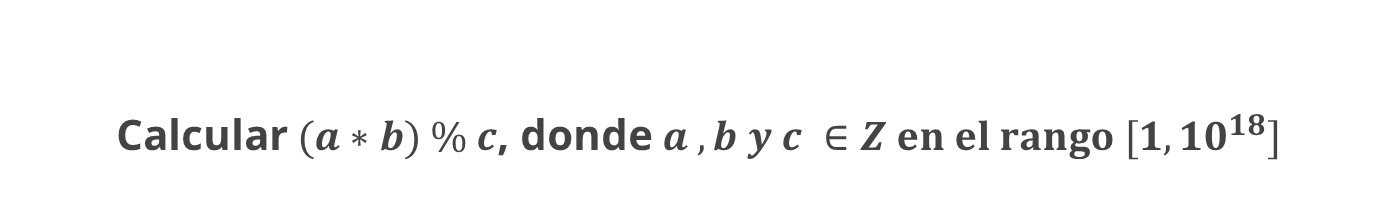 Calcular (a * b) % c, donde a , b y c ∈ Z en el rango [1, 10¹⁸]